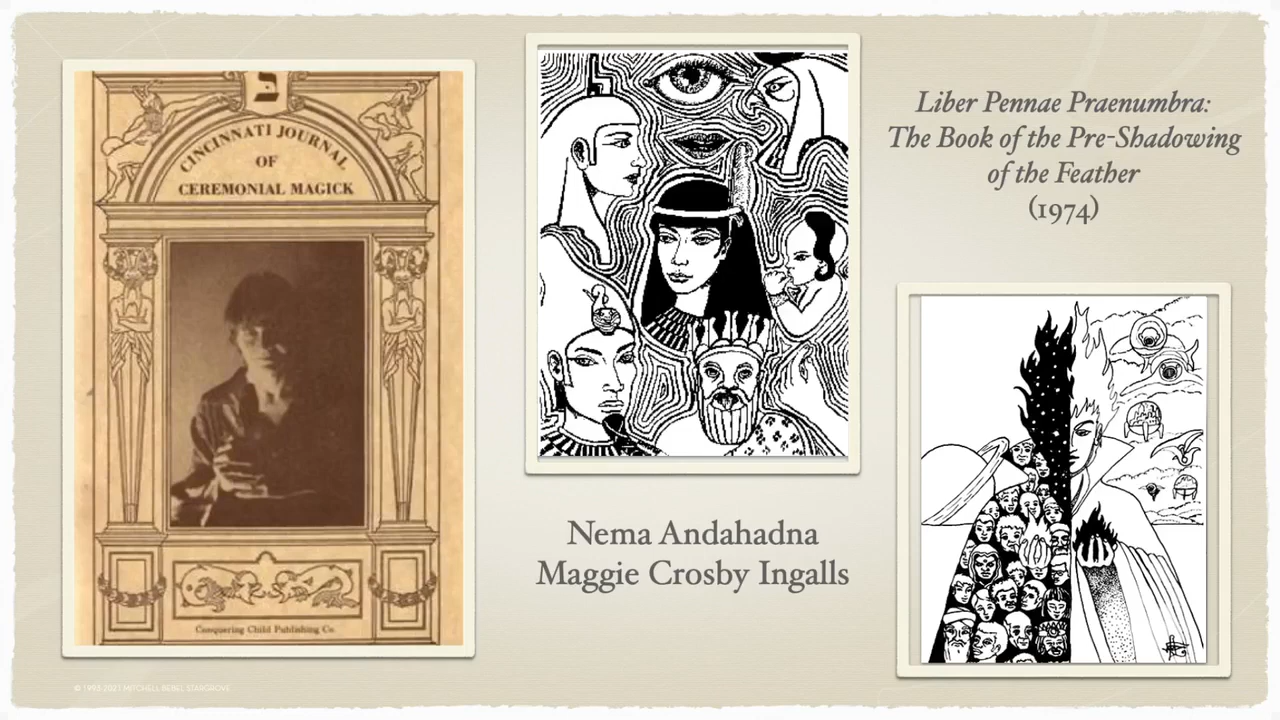 ב
CINCINNATI JOURNAL
OF
CEREMONIAL MAGICK
Conquering Child Publishing Co.
Nema Andahadna
Maggie Crosby Ingalls
Liber Pennae Praenumbra:
The Book of the Pre-Shadowing
of the Feather
(1974)
© 1993-2021 MITCHELL BEBEL STARGROVE